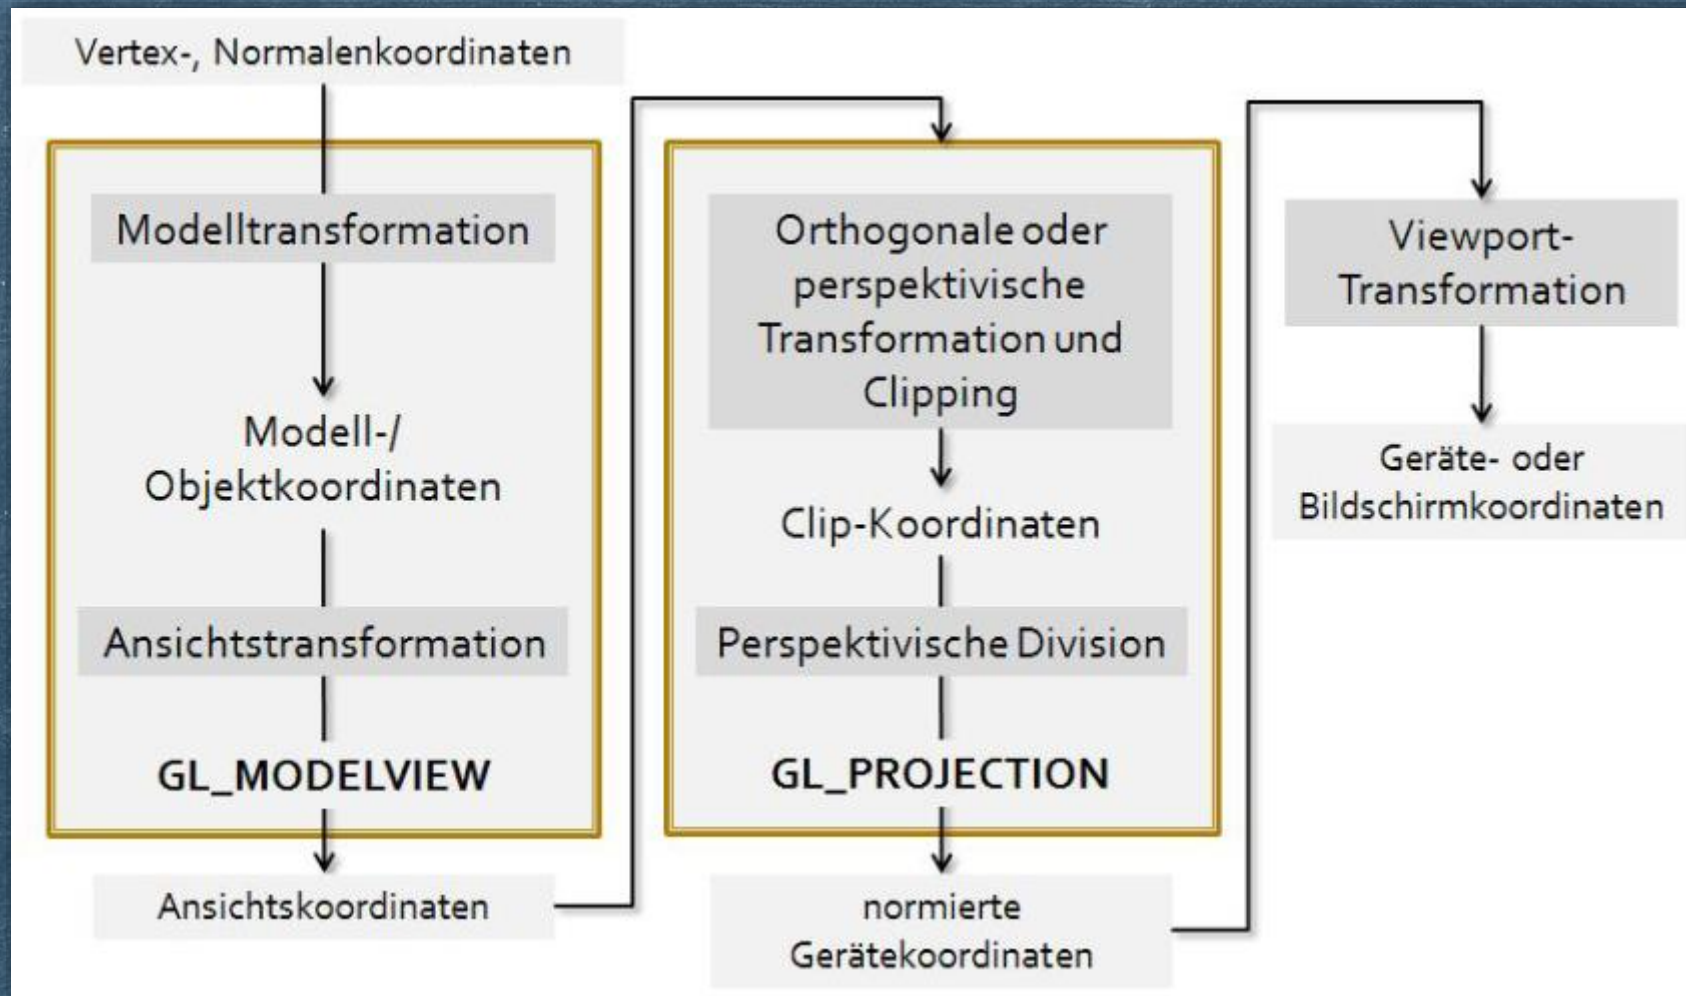 Vertex-, Normalenkoordinaten
Modelltransformation
Modell-/
Objektkoordinaten
Ansichtstransformation
GL_MODELVIEW
Ansichtskoordinaten
Orthogonale oder
perspektivische
Transformation und
Clipping
Clip-Koordinaten
Perspektivische Division
GL_PROJECTION
normierte
Gerätekoordinaten
Viewport-
Transformation
Geräte- oder
Bildschirmkoordinaten